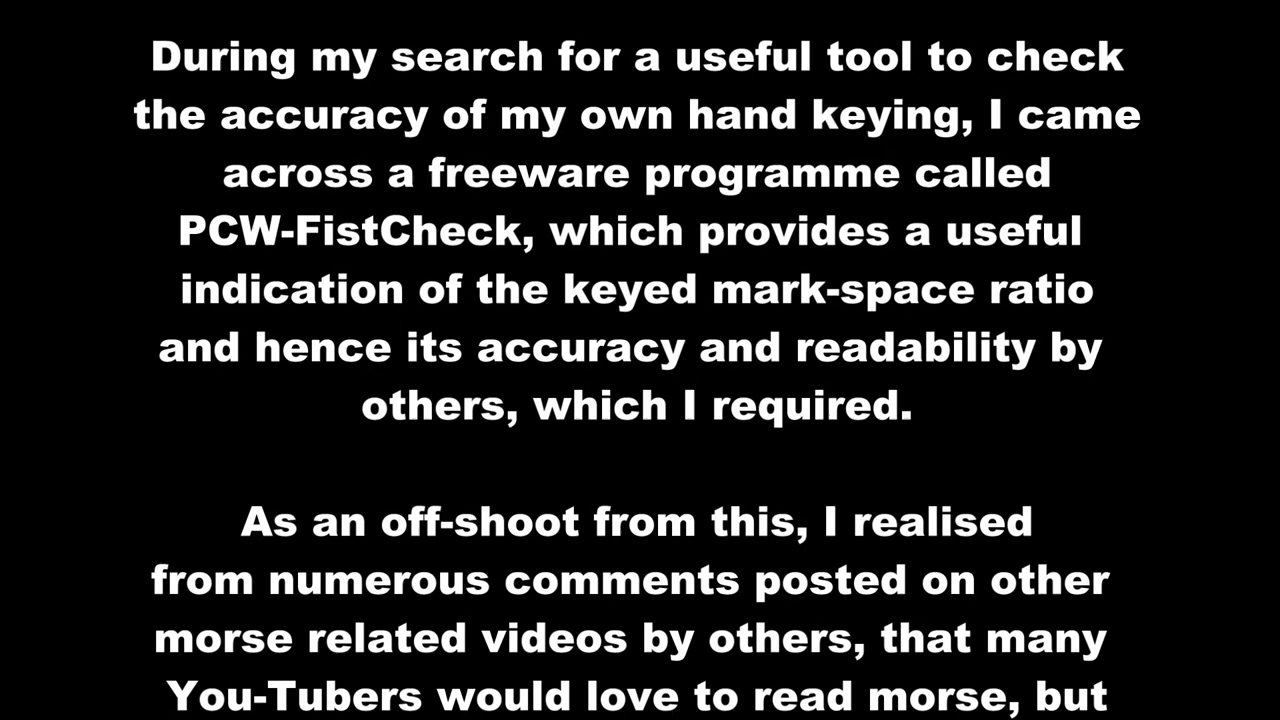 During my search for a useful tool to check
the accuracy of my own hand keying, I came
across a freeware programme called
PCW-FistCheck, which provides a useful
indication of the keyed mark-space ratio
and hence its accuracy and readability by
others, which I required.
As an off-shoot from this, I realised
from numerous comments posted on other
morse related videos by others, that many
You-Tubers would love to read morse, but